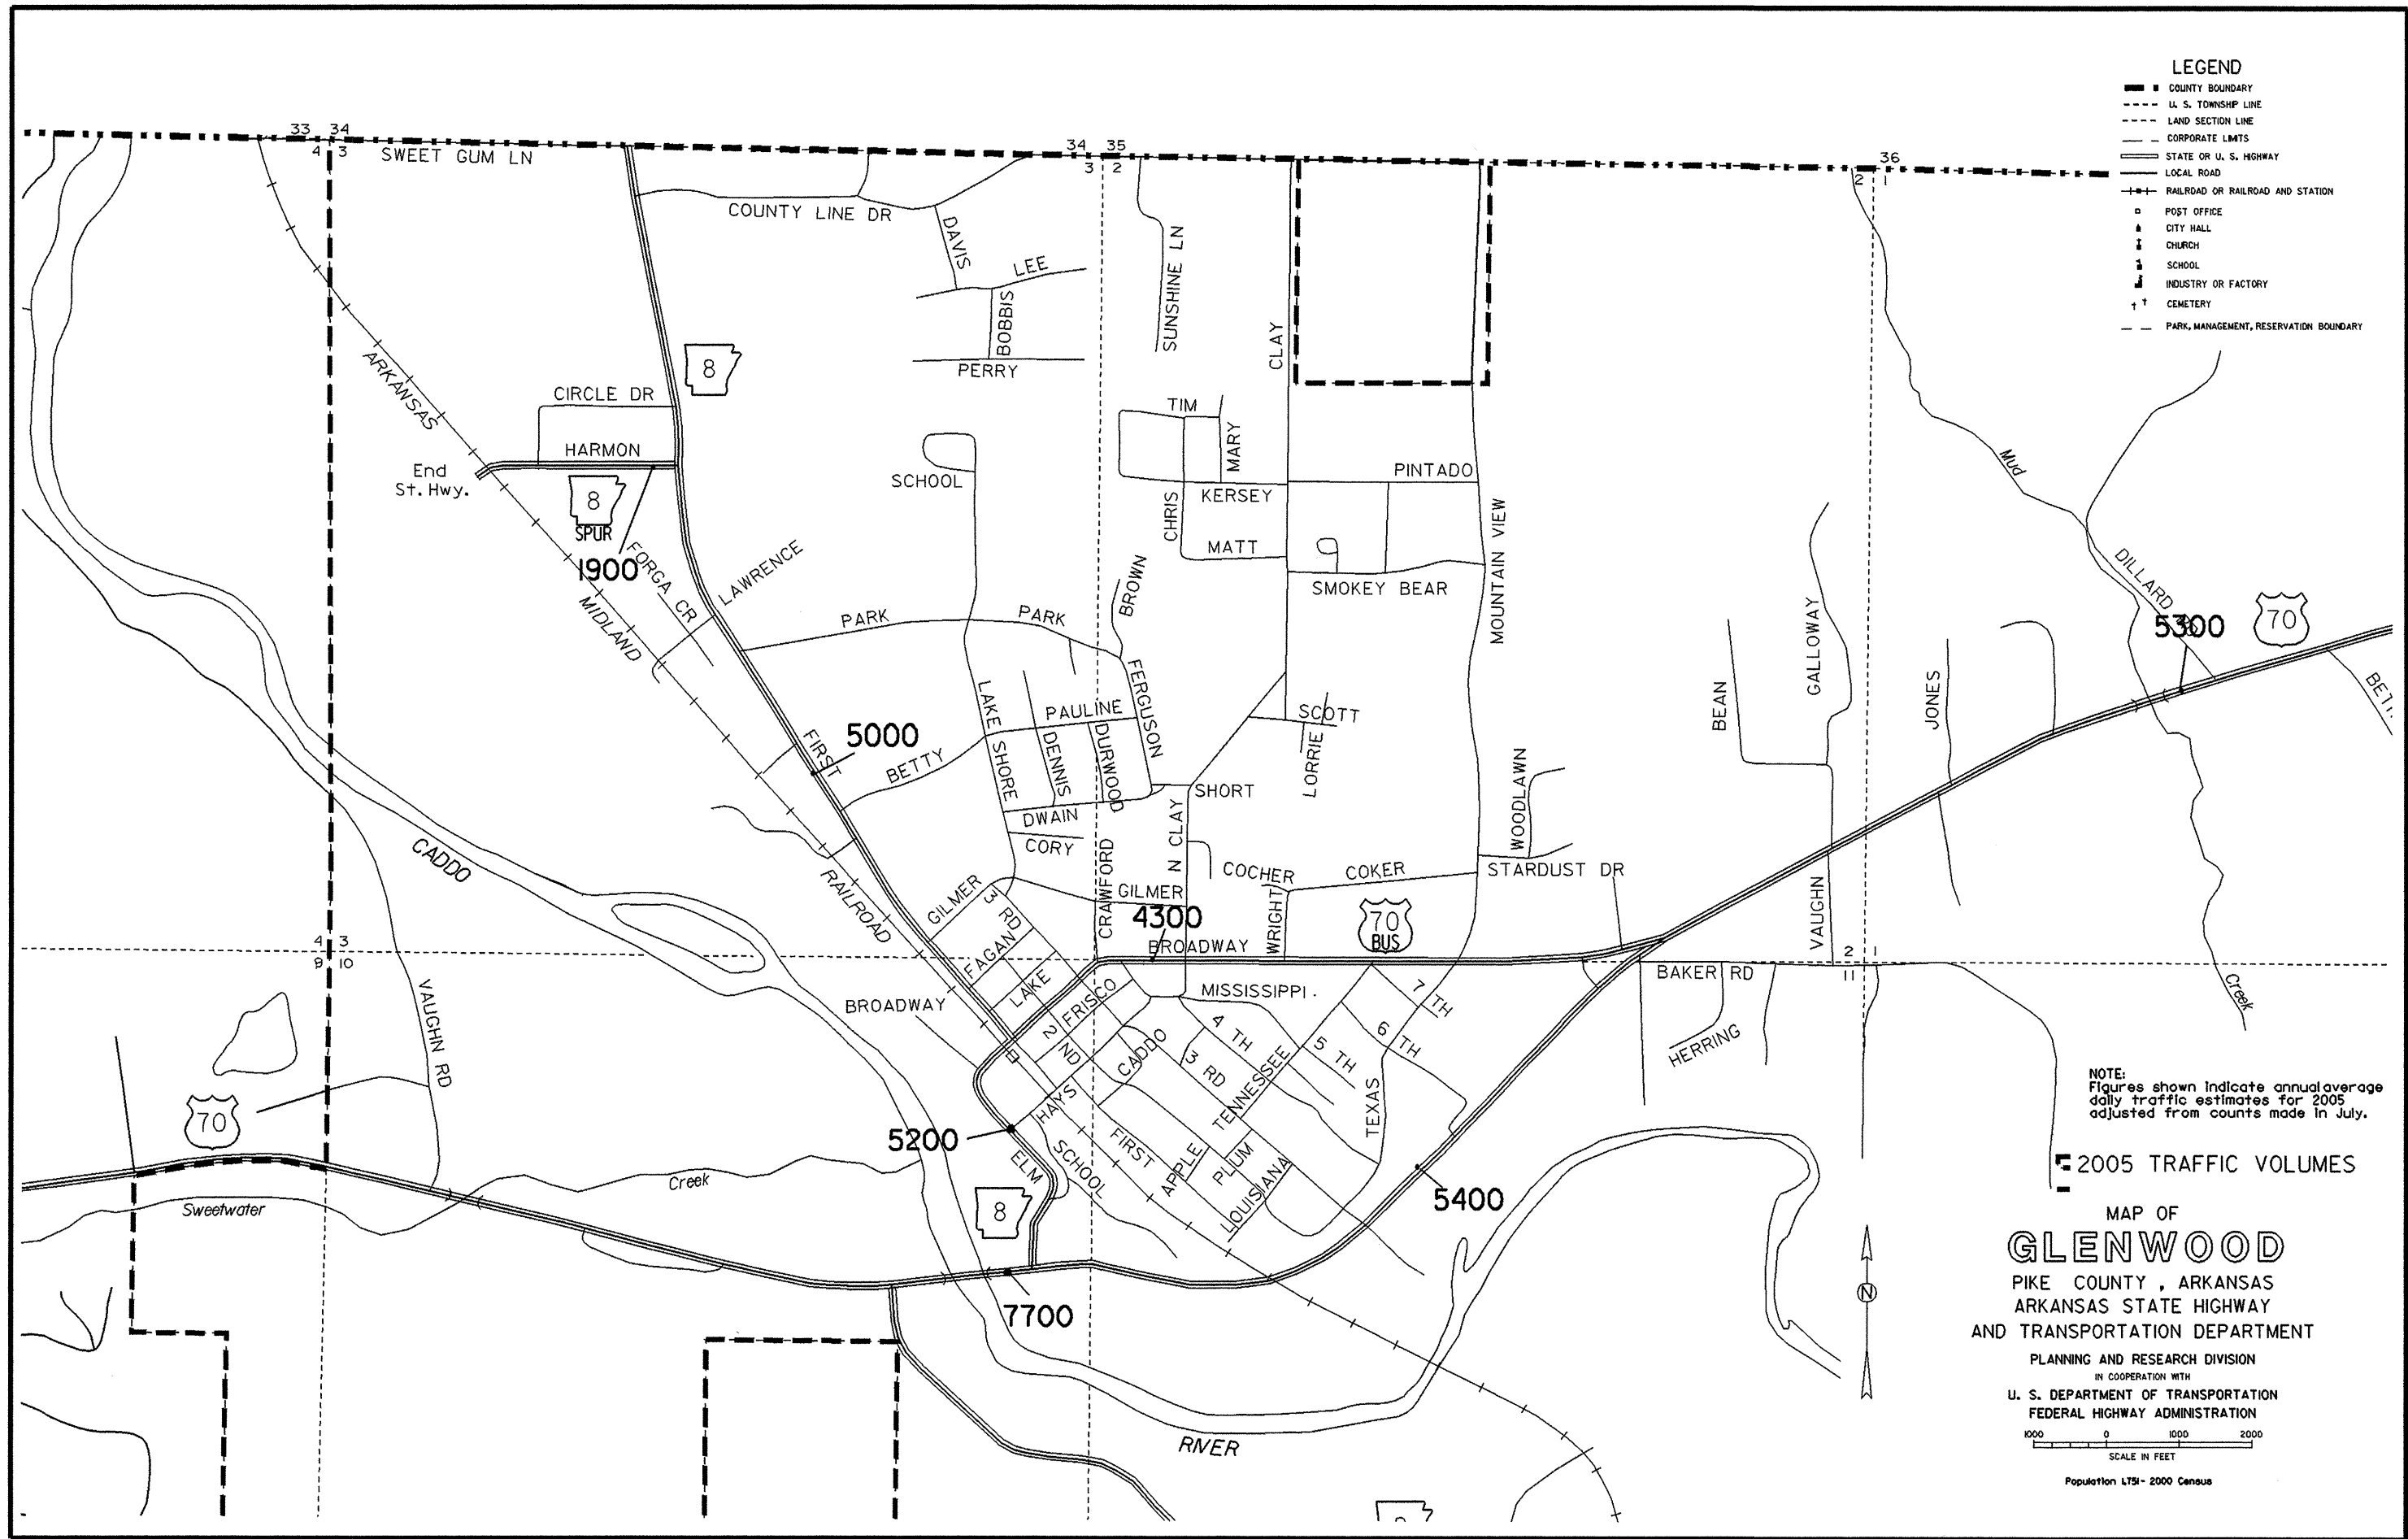 LEGEND
COUNTY BOUNDARY
U. S. TOWNSHIP LINE
LAND SECTION LINE
CORPORATE LIMITS
STATE OR U. S. HIGHWAY
LOCAL ROAD
RAILROAD OR RAILROAD AND STATION
POST OFFICE
CITY HALL
CHURCH
SCHOOL
INDUSTRY OR FACTORY
CEMETERY
PARK, MANAGEMENT, RESERVATION BOUNDARY
33 34
4 3
SWEET GUM LN
34 35
3 2
36
2 1
COUNTY LINE DR
DAVIS
LEE
BOBBIS
PERRY
SUNSHINE LN
CLAY
8
ARKANSAS
CIRCLE DR
HARMON
End
St. Hwy.
8
SPUR
1900
SCHOOL
TIM
MARY
CHRIS
KERSEY
MATT
PINTADO
SMOKEY BEAR
MOUNTAIN VIEW
Mud
DILLARD
5300
70
BETT
FORGA CR
LAWRENCE
MIDLAND
PARK
PARK
BROWN
FERGUSON
LAKE
SHORE
PAULINE
DENNIS
DURWOOD
FIRST
5000
BETTY
DWAIN
CORY
SHORT
SCOTT
LORRIE
WOODLAWN
BEAN
GALLOWAY
JONES
CADDO
RAILROAD
GILMER
3 RD
CRAWFORD
GILMER
N CLAY
COCHER
COKER
STARDUST DR
WRIGHT
4300
BROADWAY
70
BUS
VAUGHN
4 3
9 10
2 1
11
FAGAN
LAKE
FRISCO
2 ND
BROADWAY
MISSISSIPPI.
7 TH
6 TH
5 TH
4 TH
3 RD
CADDO
TENNESSEE
TEXAS
BAKER RD
HERRING
Creek
VAUGHN RD
70
HAYS
5200
ELM
SCHOOL
FIRST
APPLE
PLUM
LOUISIANA
5400
Creek
Sweetwater
8
7700
RIVER
NOTE:
Figures shown indicate annual average
daily traffic estimates for 2005
adjusted from counts made in July.
2005 TRAFFIC VOLUMES
MAP OF
GLENWOOD
PIKE COUNTY , ARKANSAS
ARKANSAS STATE HIGHWAY
AND TRANSPORTATION DEPARTMENT
PLANNING AND RESEARCH DIVISION
IN COOPERATION WITH
U. S. DEPARTMENT OF TRANSPORTATION
FEDERAL HIGHWAY ADMINISTRATION
N
1000 0 1000 2000
SCALE IN FEET
Population 1,751- 2000 Census